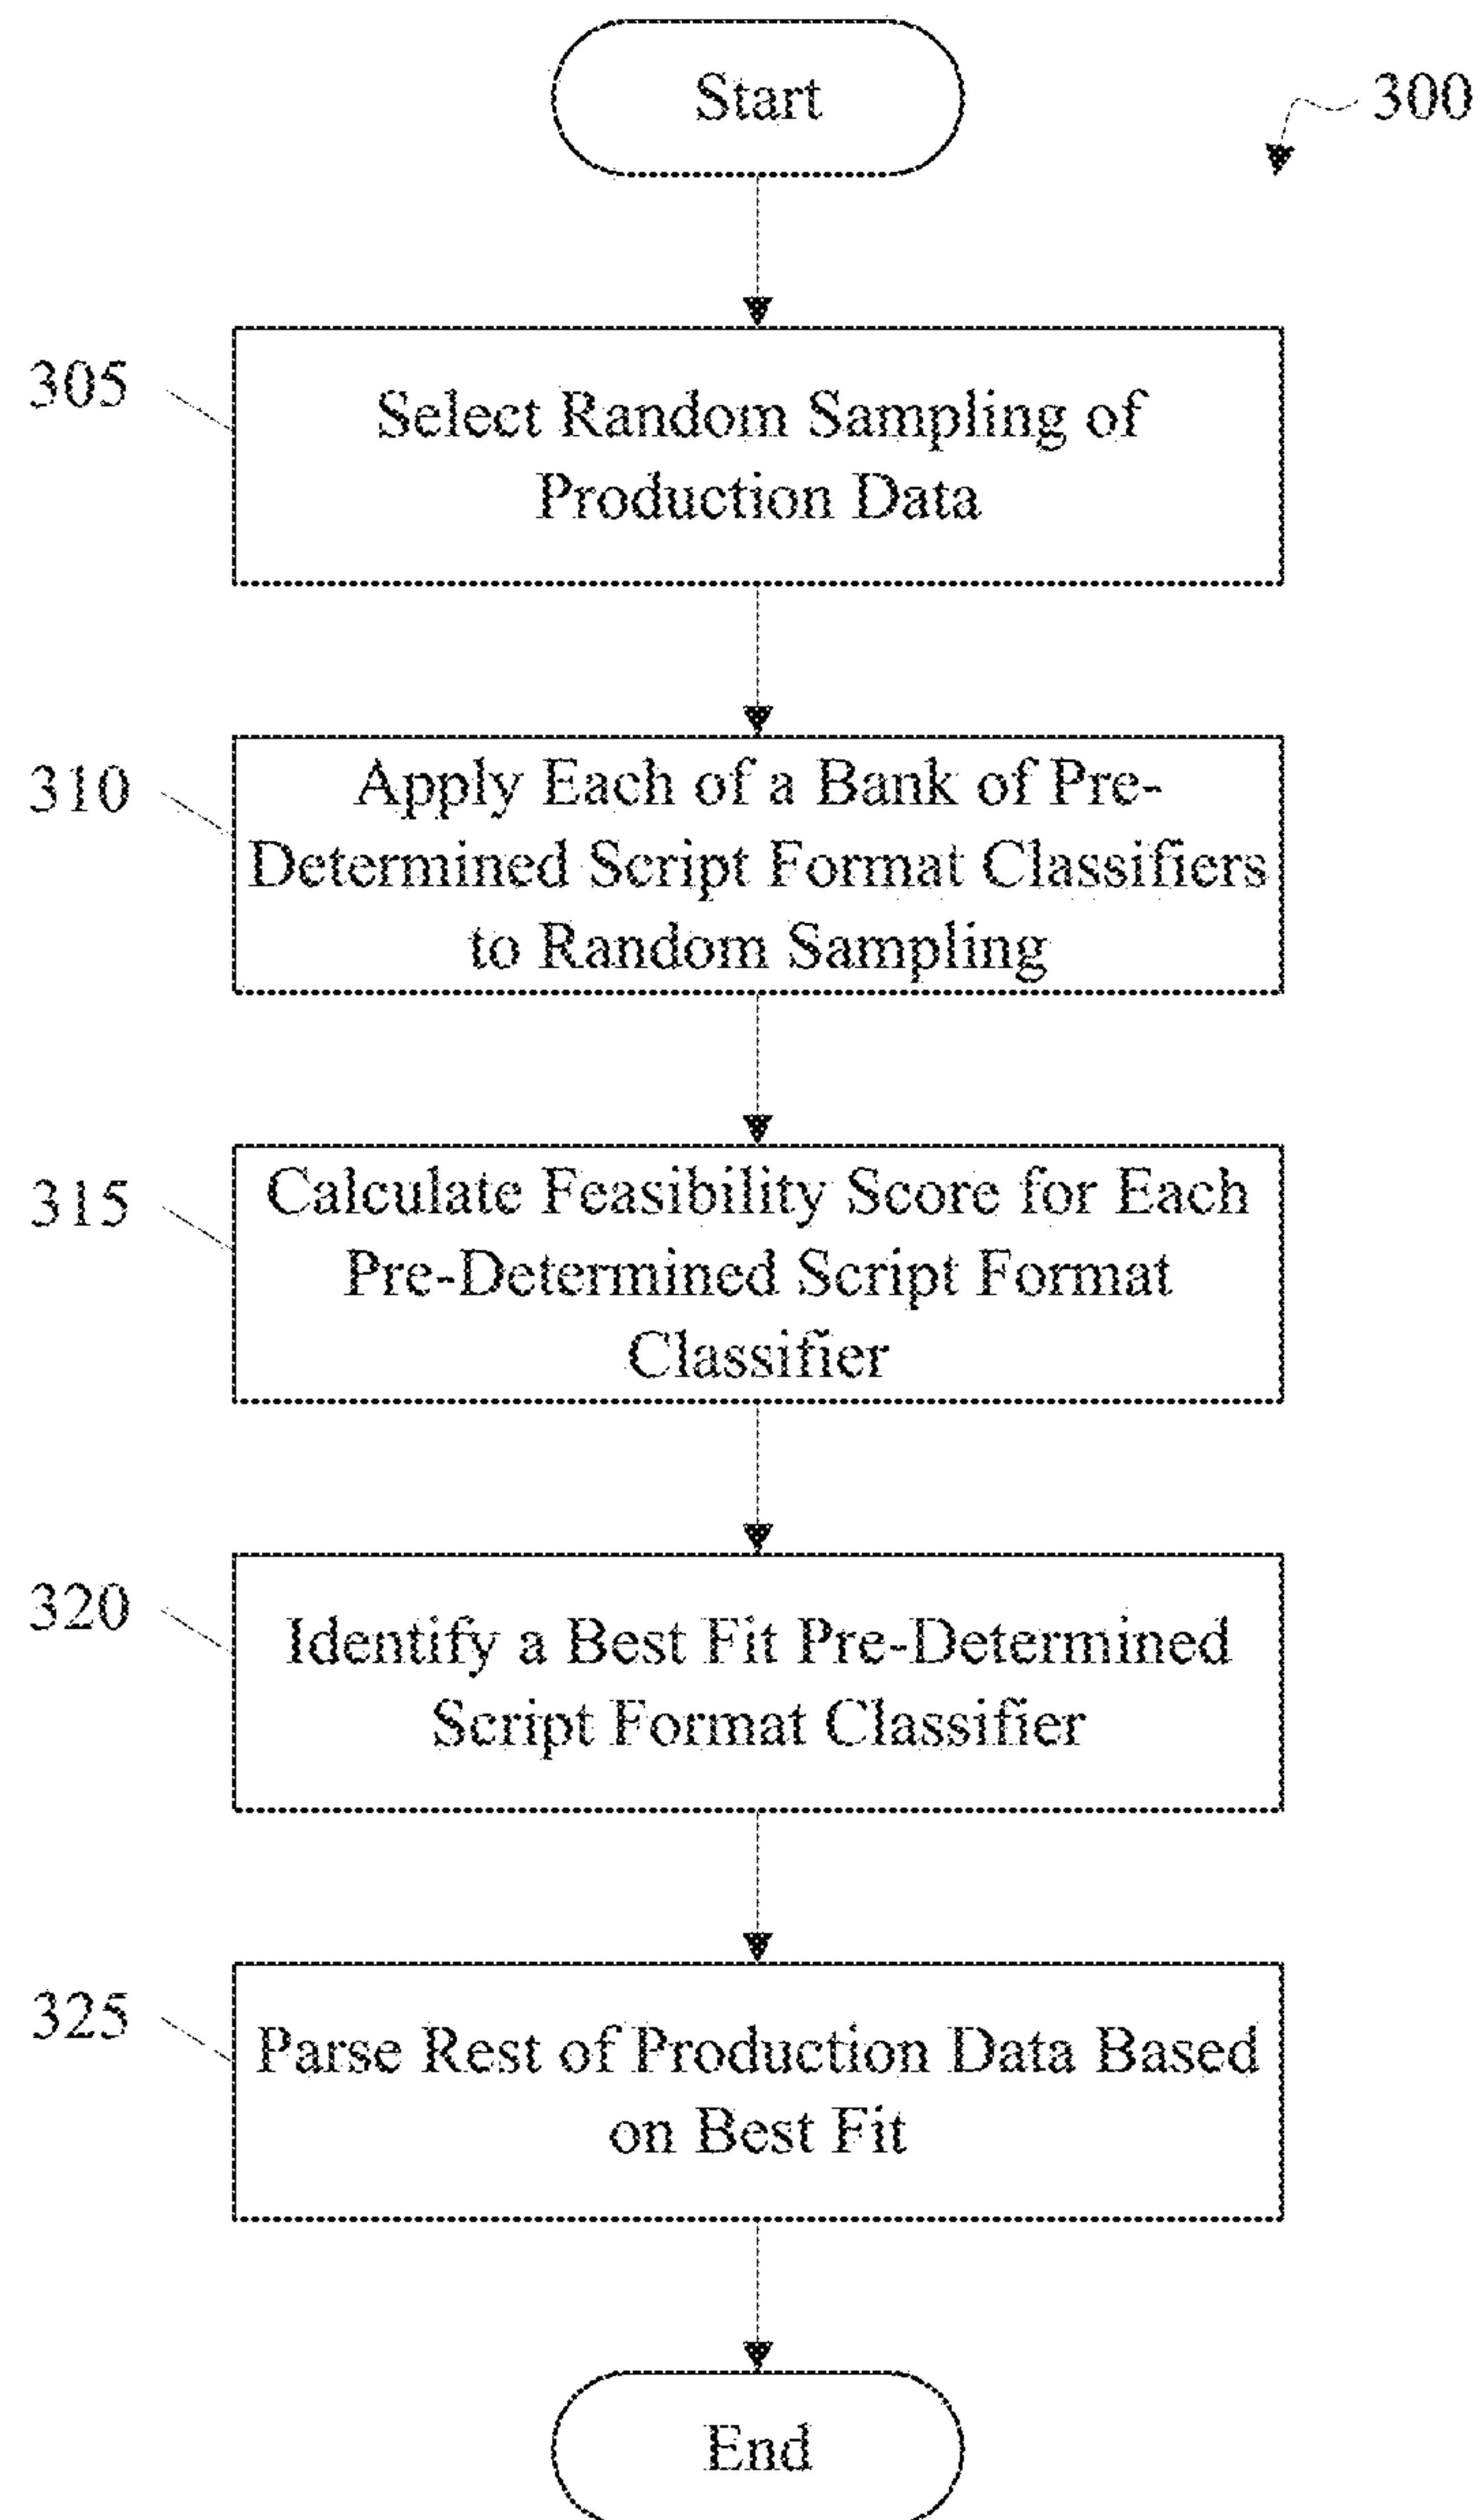 Start
300
305
Select Random Sampling of
Production Data
310
Apply Each of a Bank of Pre-
Determined Script Format Classifiers
to Random Sampling
315
Calculate Feasibility Score for Each
Pre-Determined Script Format
Classifier
320
Identify a Best Fit Pre-Determined
Script Format Classifier
325
Parse Rest of Production Data Based
on Best Fit
End